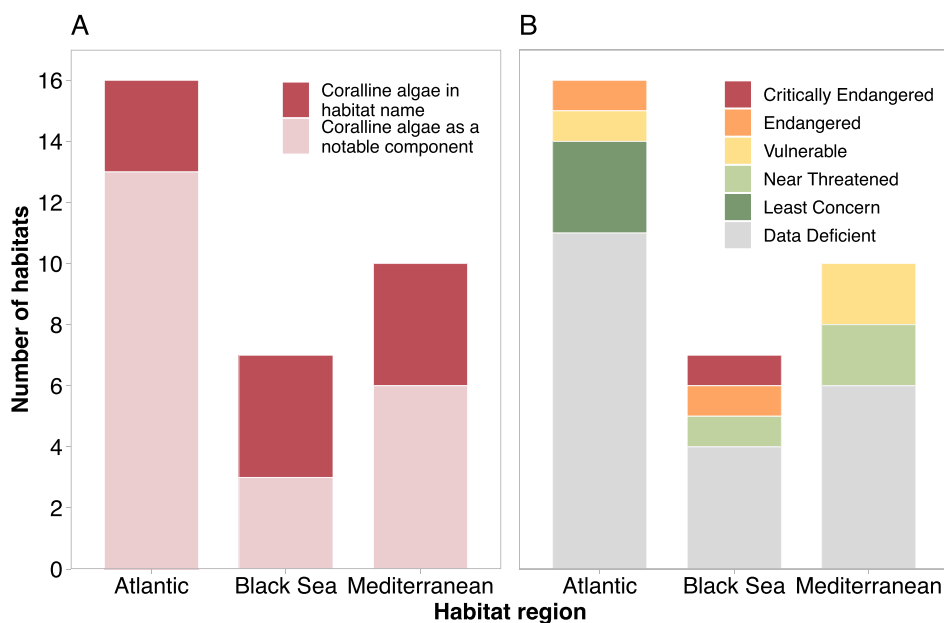 A
B
Number of habitats
16
14
12
10
8
6
4
2
0
Coralline algae in
habitat name
Coralline algae as a
notable component
Critically Endangered
Endangered
Vulnerable
Near Threatened
Least Concern
Data Deficient
Atlantic Black Sea Mediterranean
Atlantic Black Sea Mediterranean
Habitat region